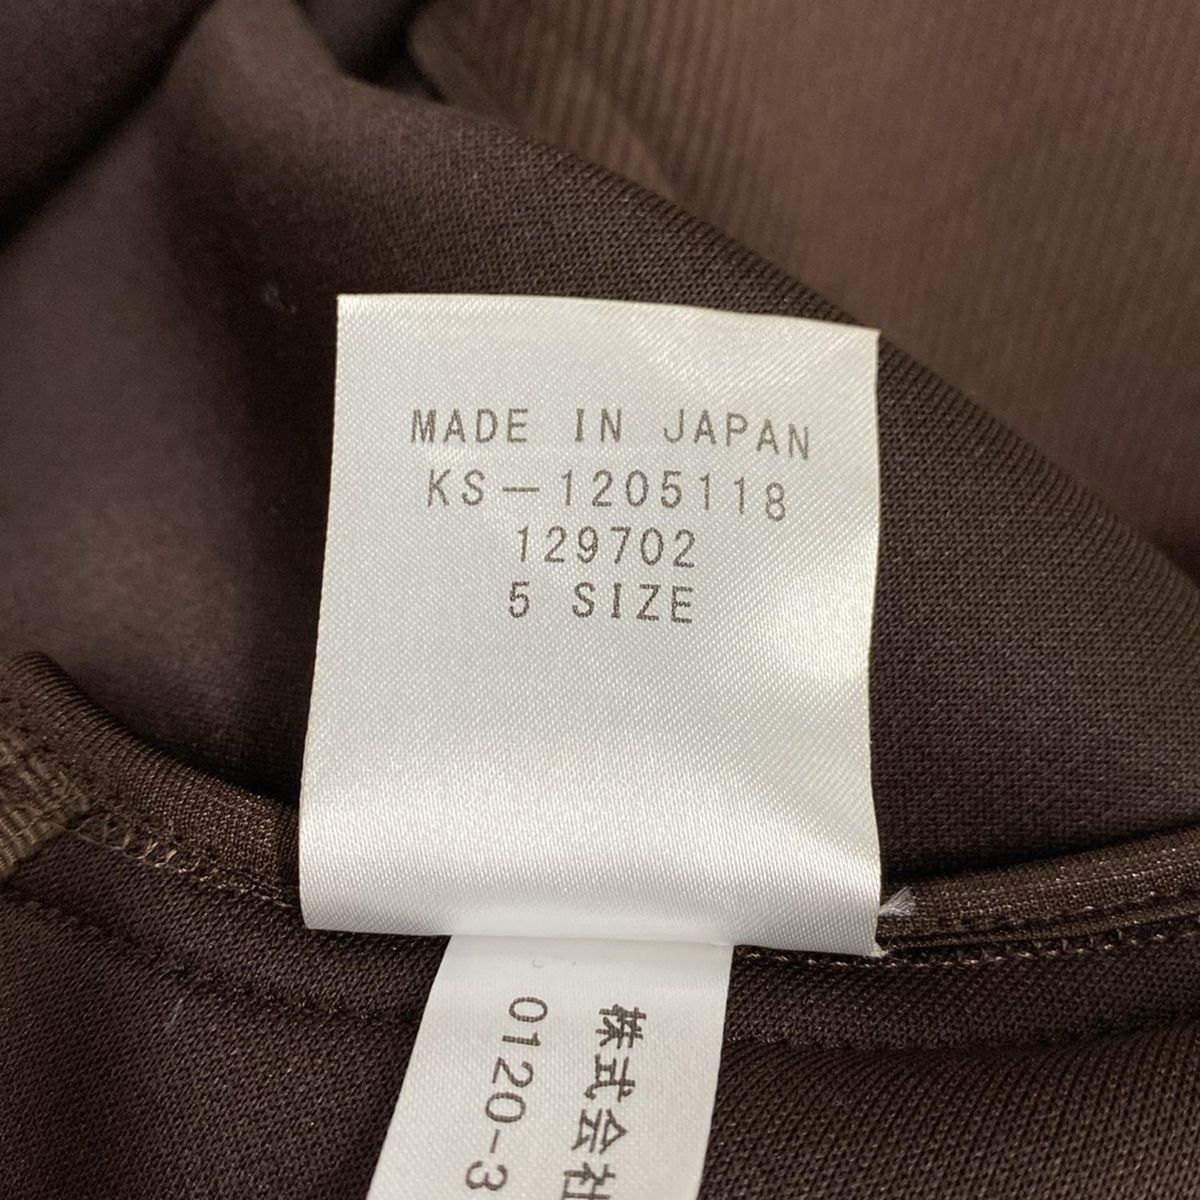 MADE IN JAPAN
KS－1205118
129702
5 SIZE
株式会社
0120-3